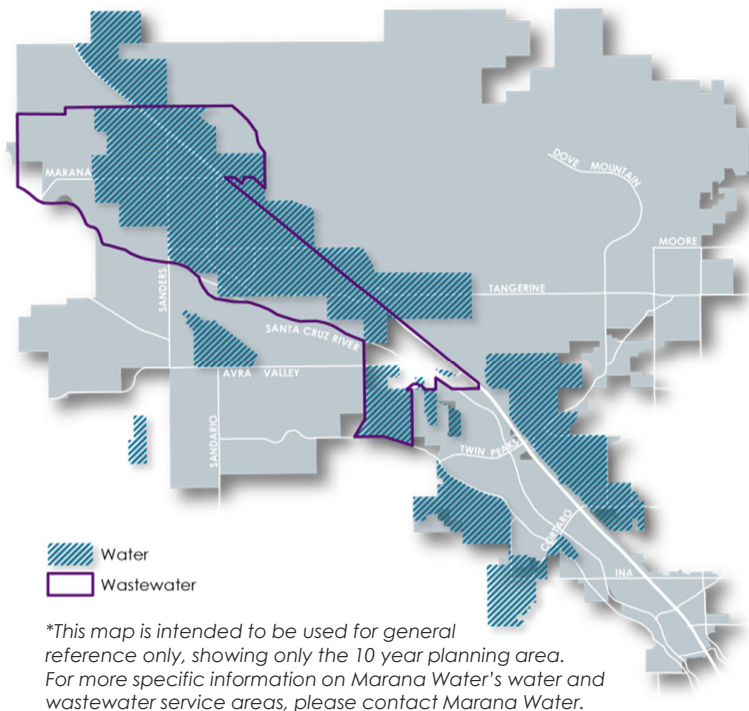 DOVE MOUNTAIN
MARANA
MOORE
SANDERS
TANGERINE
SANTA CRUZ RIVER
AVRA VALLEY
SANDARIO
TWIN PEAKS
CORTARO
INA
Water
Wastewater
*This map is intended to be used for general
reference only, showing only the 10 year planning area.
For more specific information on Marana Water’s water and
wastewater service areas, please contact Marana Water.